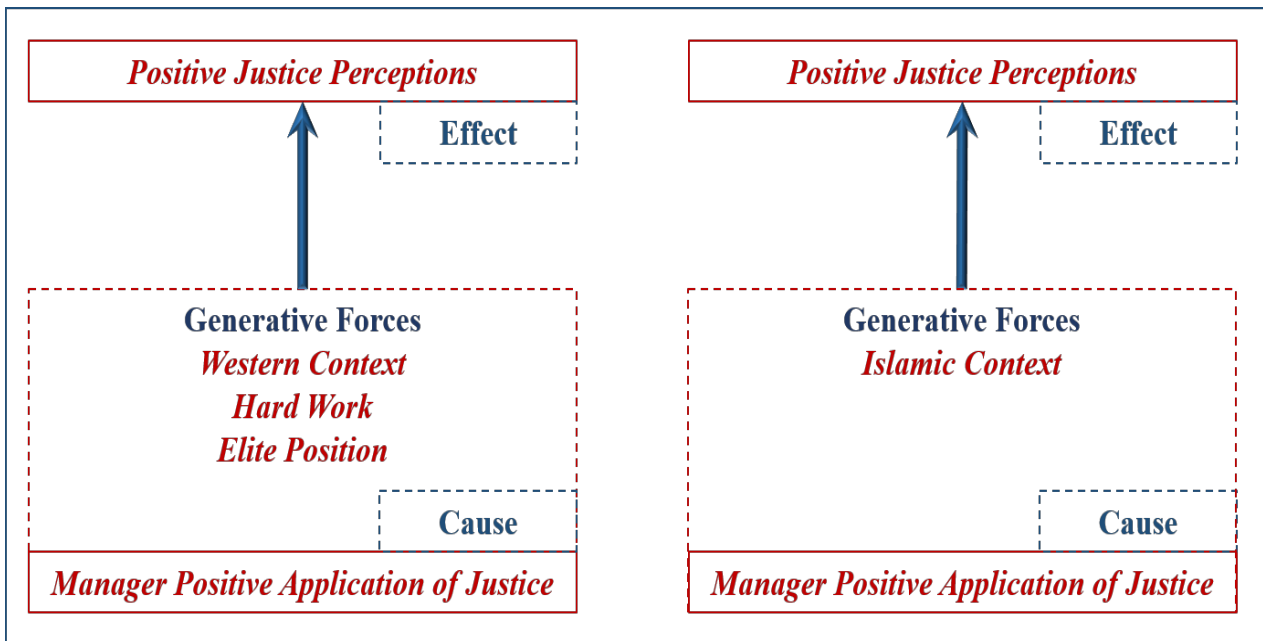 Positive Justice Perceptions
Effect
Generative Forces
Western Context
Hard Work
Elite Position
Cause
Manager Positive Application of Justice
Positive Justice Perceptions
Effect
Generative Forces
Islamic Context
Cause
Manager Positive Application of Justice